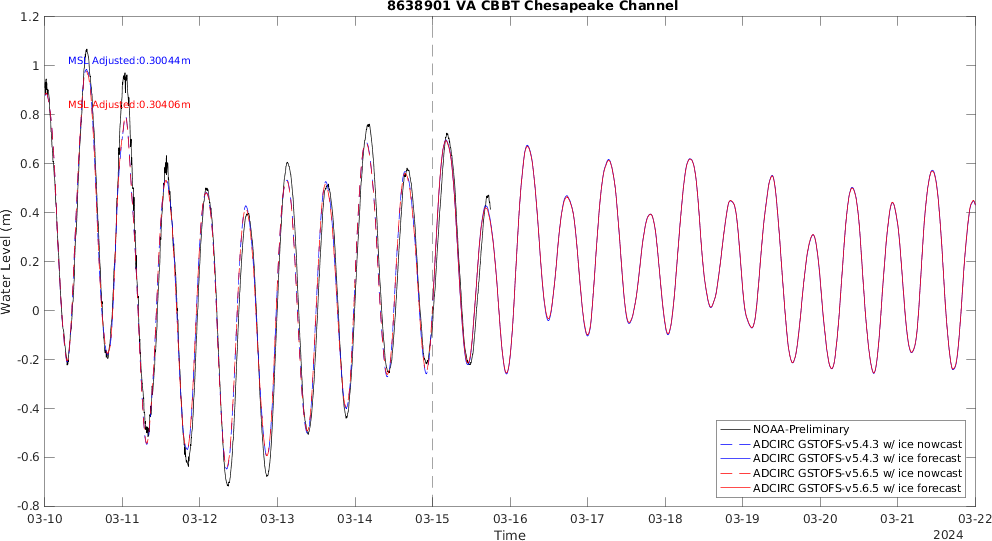 8638901 VA CBBT Chesapeake Channel
1.2
1
0.8
0.6
0.4
0.2
0
-0.2
-0.4
-0.6
-0.8
Water Level (m)
MSL Adjusted:0.30044m
MSL Adjusted:0.30406m
NOAA-Preliminary
ADCIRC GSTOFS-v5.4.3 w/ ice nowcast
ADCIRC GSTOFS-v5.4.3 w/ ice forecast
ADCIRC GSTOFS-v5.6.5 w/ ice nowcast
ADCIRC GSTOFS-v5.6.5 w/ ice forecast
03-10 03-11 03-12 03-13 03-14 03-15 03-16 03-17 03-18 03-19 03-20 03-21 03-22
Time
2024